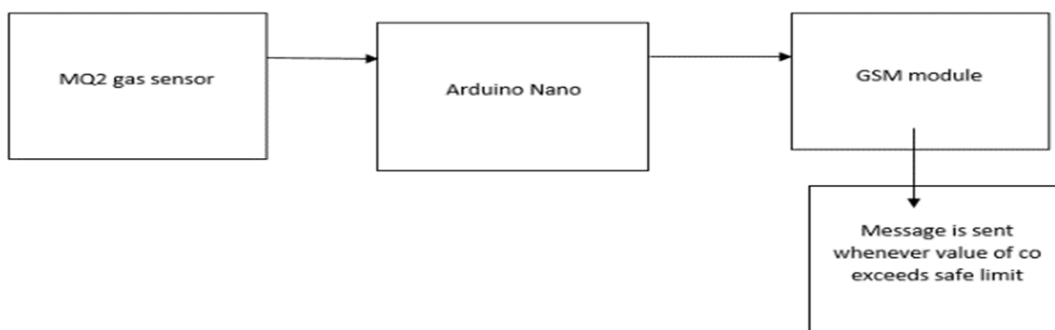 MQ2 gas sensor
Arduino Nano
GSM module
Message is sent
whenever value of co
exceeds safe limit